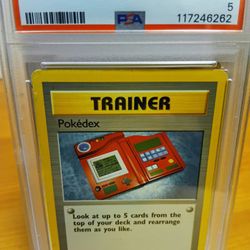 5
PSA
117246262
TRAINER
Pokédex
Look at up to 5 cards from the
top of your deck and rearrange
them as you like.